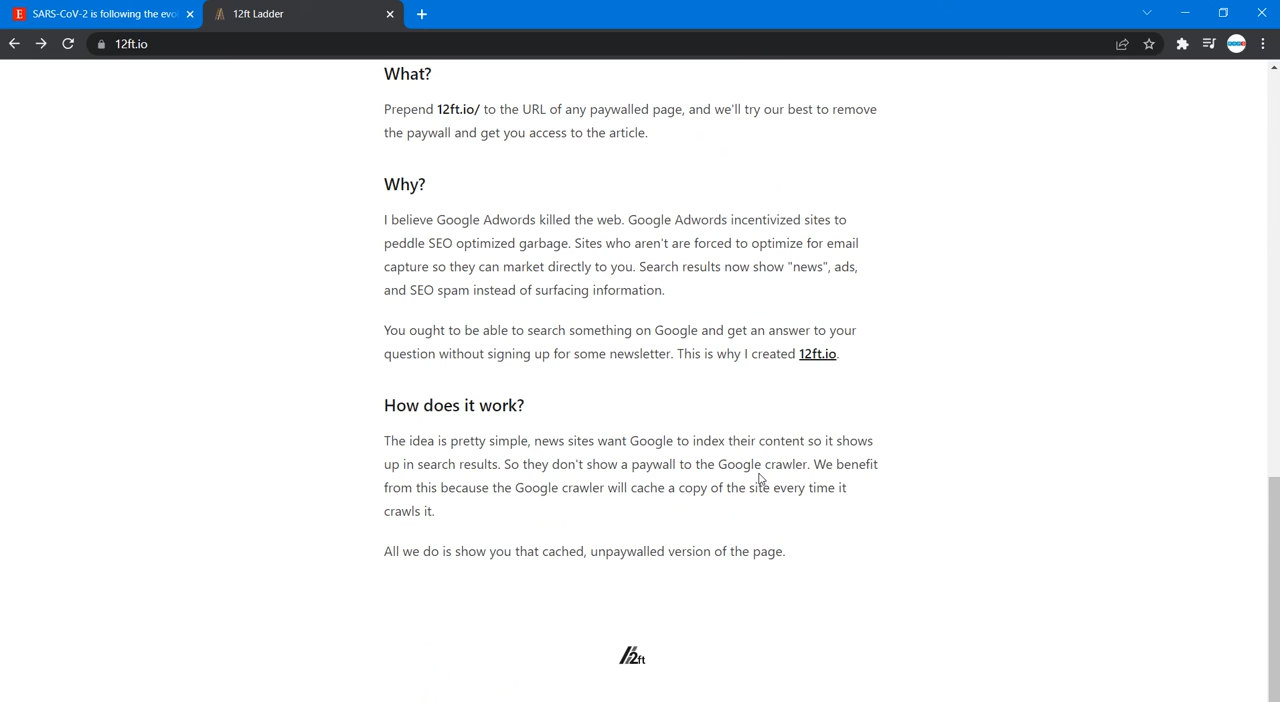 SARS-CoV-2 is following the evo
12ft Ladder
12ft.io
What?
Prepend 12ft.io/ to the URL of any paywalled page, and we'll try our best to remove
the paywall and get you access to the article.
Why?
I believe Google Adwords killed the web. Google Adwords incentivized sites to
peddle SEO optimized garbage. Sites who aren't are forced to optimize for email
capture so they can market directly to you. Search results now show "news", ads,
and SEO spam instead of surfacing information.
You ought to be able to search something on Google and get an answer to your
question without signing up for some newsletter. This is why I created 12ft.io.
How does it work?
The idea is pretty simple, news sites want Google to index their content so it shows
up in search results. So they don't show a paywall to the Google crawler. We benefit
from this because the Google crawler will cache a copy of the site every time it
crawls it.
All we do is show you that cached, unpaywalled version of the page.
12ft